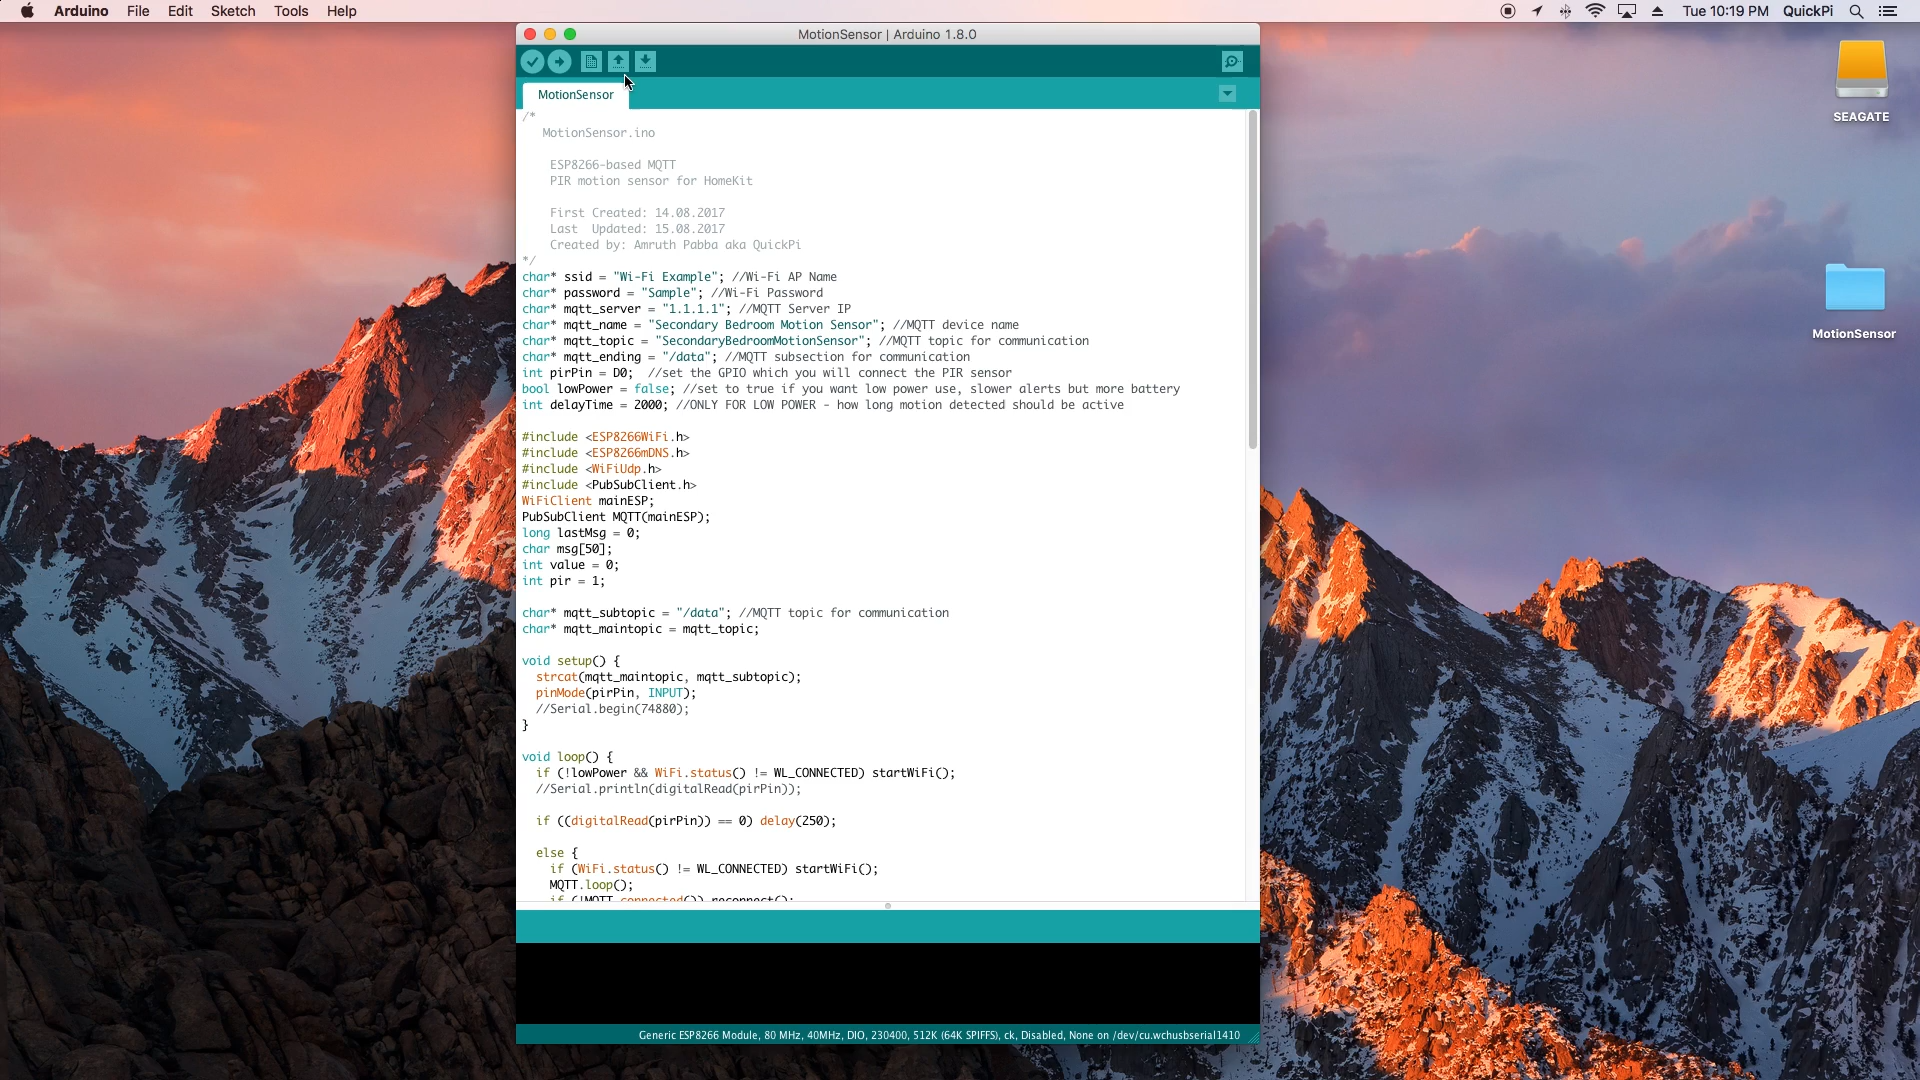 Arduino File Edit Sketch Tools Help Tue 10:19 PM QuickPi
MotionSensor | Arduino 1.8.0
MotionSensor
/*
MotionSensor.ino
ESP8266-based MQTT
PIR motion sensor for HomeKit
First Created: 14.08.2017
Last  Updated: 15.08.2017
Created by: Amruth Pabba aka QuickPi
*/
char* ssid = "Wi-Fi Example"; //Wi-Fi AP Name
char* password = "Sample"; //Wi-Fi Password
char* mqtt_server = "1.1.1.1"; //MQTT Server IP
char* mqtt_name = "Secondary Bedroom Motion Sensor"; //MQTT device name
char* mqtt_topic = "SecondaryBedroomMotionSensor"; //MQTT topic for communication
char* mqtt_ending = "/data"; //MQTT subsection for communication
int pirPin = D0;  //set the GPIO which you will connect the PIR sensor
bool lowPower = false; //set to true if you want low power use, slower alerts but more battery
int delayTime = 2000; //ONLY FOR LOW POWER - how long motion detected should be active
#include <ESP8266WiFi.h>
#include <ESP8266mDNS.h>
#include <WiFiUdp.h>
#include <PubSubClient.h>
WiFiClient mainESP;
PubSubClient MQTT(mainESP);
long lastMsg = 0;
char msg[50];
int value = 0;
int pir = 1;
char* mqtt_subtopic = "/data"; //MQTT topic for communication
char* mqtt_maintopic = mqtt_topic;
void setup() {
strcat(mqtt_maintopic, mqtt_subtopic);
pinMode(pirPin, INPUT);
//Serial.begin(74880);
}
void loop() {
if (!lowPower && WiFi.status() != WL_CONNECTED) startWiFi();
//Serial.println(digitalRead(pirPin));
if ((digitalRead(pirPin)) == 0) delay(250);
else {
if (WiFi.status() != WL_CONNECTED) startWiFi();
MQTT.loop();
if (!MQTT.connected()) reconnect();
Generic ESP8266 Module, 80 MHz, 40MHz, DIO, 230400, 512K (64K SPIFFS), ck, Disabled, None on /dev/cu.wchusbserial1410
SEAGATE
MotionSensor